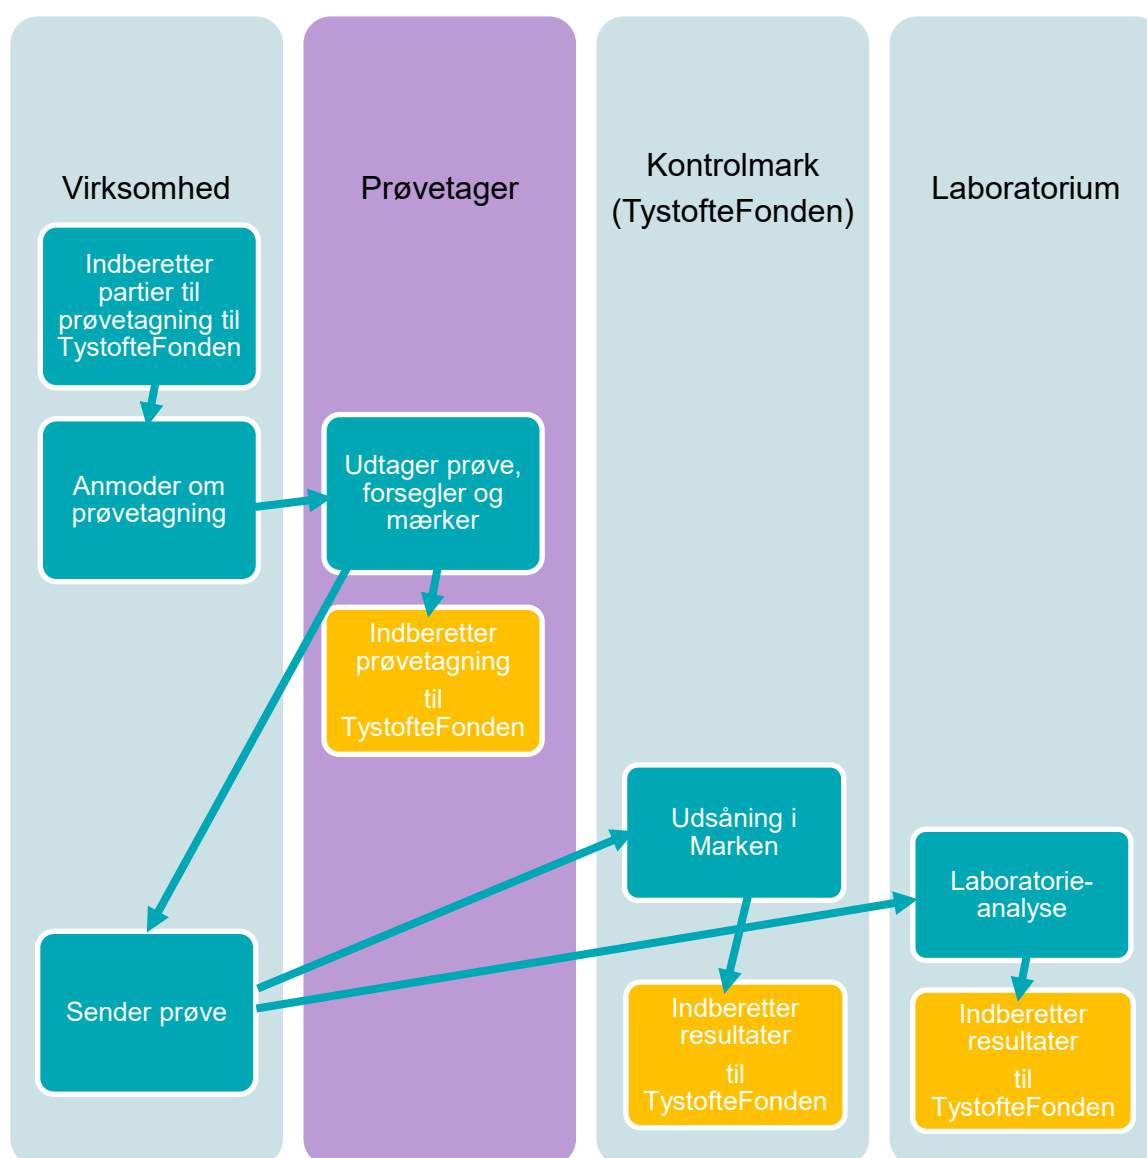 Virksomhed
Indberetter
partier til
prøvetagning til
TystofteFonden
Anmoder om
prøvetagning
Sender prøve
Prøvetager
Udtager prøve,
forsegler og
mærker
Indberetter
prøvetagning
til
TystofteFonden
Kontrolmark
(TystofteFonden)
Udsåning i
Marken
Indberetter
resultater
til
TystofteFonden
Laboratorium
Laboratorie-
analyse
Indberetter
resultater
til
TystofteFonden